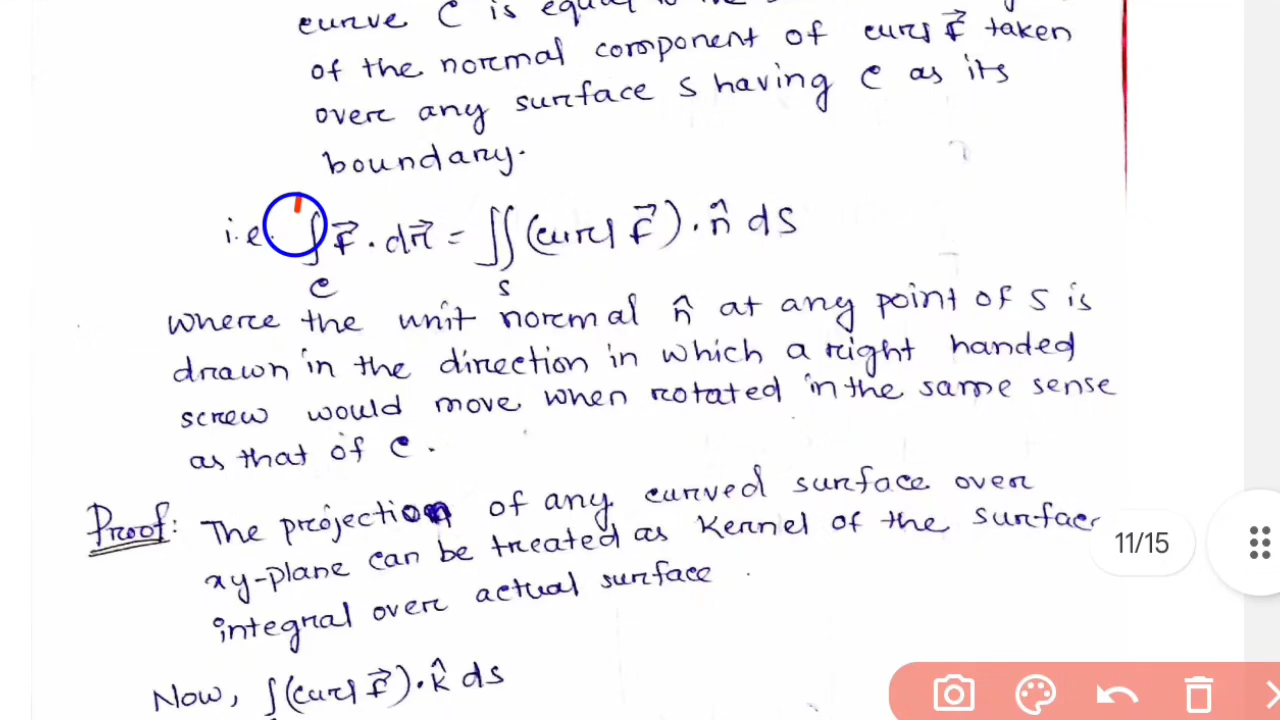 curve C is equal
of the normal component of curl F⃗ taken
over any surface S having C as its
boundary.
i.e. ∫_C F⃗ · dr⃗ = ∬_S (curl F⃗) · n̂ ds
where the unit normal n̂ at any point of S is
drawn in the direction in which a right handed
screw would move when rotated in the same sense
as that of C.
Proof: The projection of any curved surface over
xy-plane can be treated as Kernel of the surface
integral over actual surface.
Now, ∫(curl F⃗) · k̂ ds
11/15